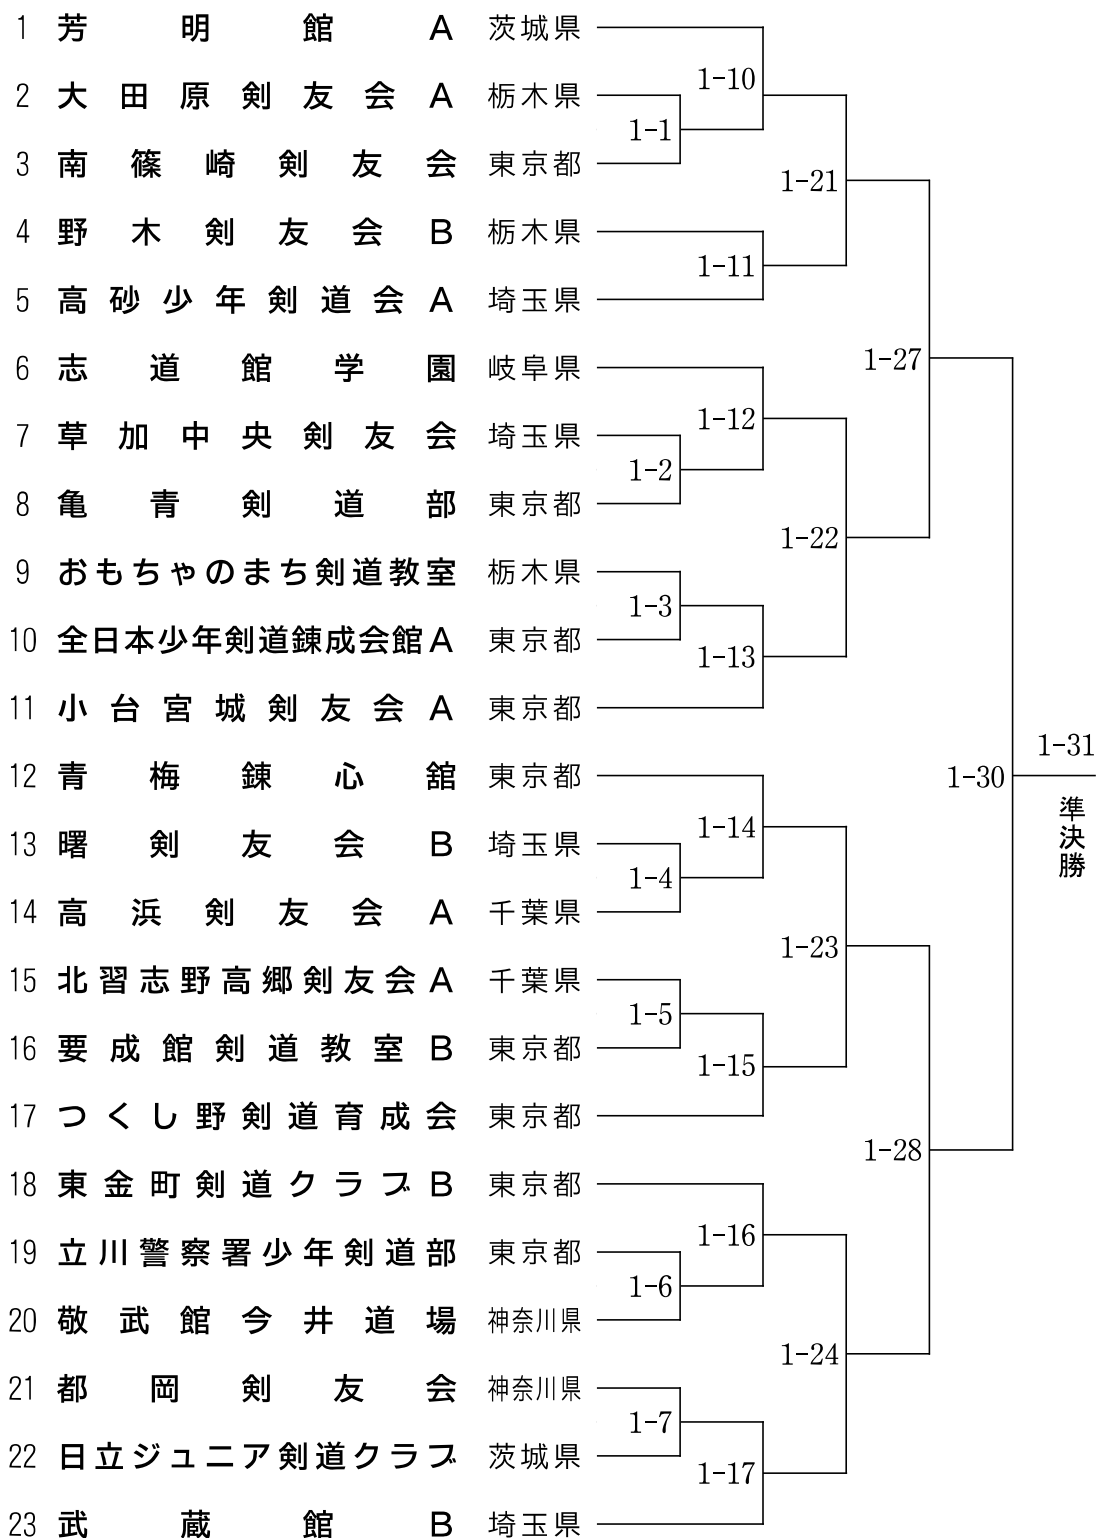 1 芳明館A 茨城県
1-10
2 大田原剣友会A 栃木県
1-1
3 南篠崎剣友会 東京都
1-21
4 野木剣友会B 栃木県
1-11
5 高砂少年剣道会A 埼玉県
1-27
6 志道館学園 岐阜県
1-12
7 草加中央剣友会 埼玉県
1-2
8 亀青剣道部 東京都
1-22
9 おもちゃのまち剣道教室 栃木県
1-3
10 全日本少年剣道錬成会館A 東京都
1-13
11 小台宮城剣友会A 東京都
1-31
準決勝
12 青梅錬心舘 東京都
1-30
1-14
13 曙剣友会B 埼玉県
1-4
14 高浜剣友会A 千葉県
1-23
15 北習志野高郷剣友会A 千葉県
1-5
16 要成館剣道教室B 東京都
1-15
17 つくし野剣道育成会 東京都
1-28
18 東金町剣道クラブB 東京都
1-16
19 立川警察署少年剣道部 東京都
1-6
20 敬武館今井道場 神奈川県
1-24
21 都岡剣友会 神奈川県
1-7
22 日立ジュニア剣道クラブ 茨城県
1-17
23 武蔵館B 埼玉県